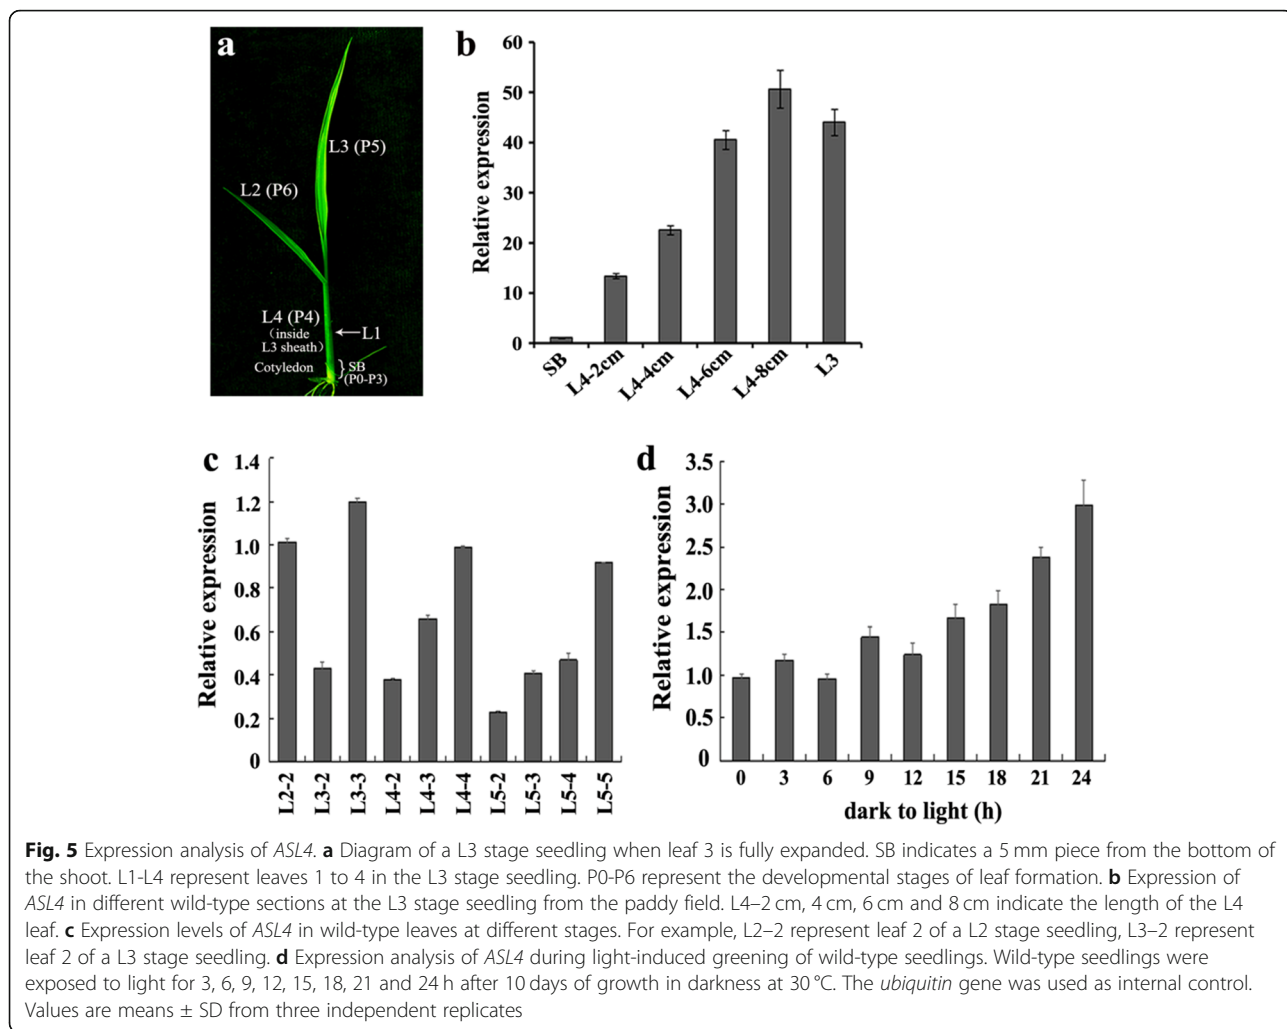 a
L3 (P5)
L2 (P6)
L4 (P4)
(inside
L3 sheath)
L1
Cotyledon
} SB
(P0-P3)
b
Relative expression
60
50
40
30
20
10
0
SB
L4-2cm
L4-4cm
L4-6cm
L4-8cm
L3
c
Relative expression
1.4
1.2
1.0
0.8
0.6
0.4
0.2
0
L2-2
L3-2
L3-3
L4-2
L4-3
L4-4
L5-2
L5-3
L5-4
L5-5
d
Relative expression
3.5
3.0
2.5
2.0
1.5
1.0
0.5
0
0 3 6 9 12 15 18 21 24
dark to light (h)
Fig. 5 Expression analysis of ASL4. a Diagram of a L3 stage seedling when leaf 3 is fully expanded. SB indicates a 5 mm piece from the bottom of
the shoot. L1-L4 represent leaves 1 to 4 in the L3 stage seedling. P0-P6 represent the developmental stages of leaf formation. b Expression of
ASL4 in different wild-type sections at the L3 stage seedling from the paddy field. L4–2 cm, 4 cm, 6 cm and 8 cm indicate the length of the L4
leaf. c Expression levels of ASL4 in wild-type leaves at different stages. For example, L2–2 represent leaf 2 of a L2 stage seedling, L3–2 represent
leaf 2 of a L3 stage seedling. d Expression analysis of ASL4 during light-induced greening of wild-type seedlings. Wild-type seedlings were
exposed to light for 3, 6, 9, 12, 15, 18, 21 and 24 h after 10 days of growth in darkness at 30 °C. The ubiquitin gene was used as internal control.
Values are means ± SD from three independent replicates